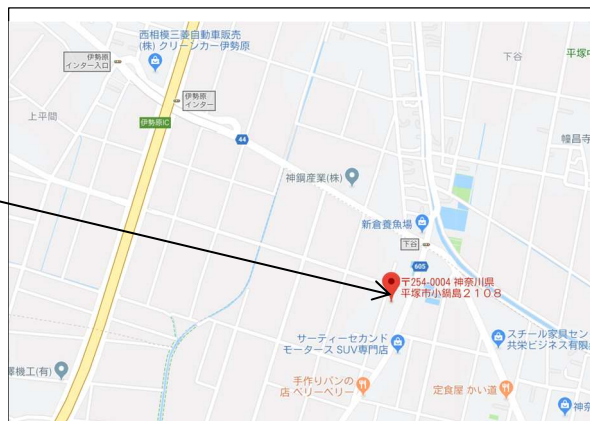 西相模三菱自動車販売
(株) クリーンカー伊勢原
下谷
平塚中
伊勢原
インター入口
伊勢原
インター
上平間
伊勢原IC
44
幢昌寺
神鋼産業(株)
新倉養魚場
下谷
605
〒254-0004 神奈川県
平塚市小鍋島２１０８
サーティーセカンド
モータース SUV専門店
スチール家具セン
共栄ビジネス有限
機工(有)
手作りパンの
店 ベリーベリー
定食屋 かい道
神奈